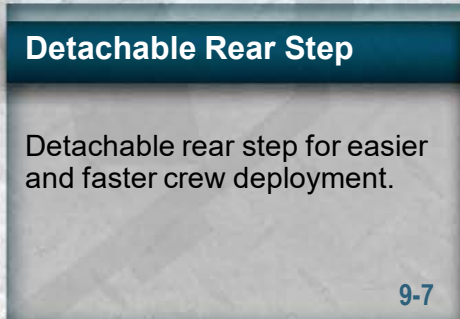 Detachable Rear Step
Detachable rear step for easier
and faster crew deployment.
9-7